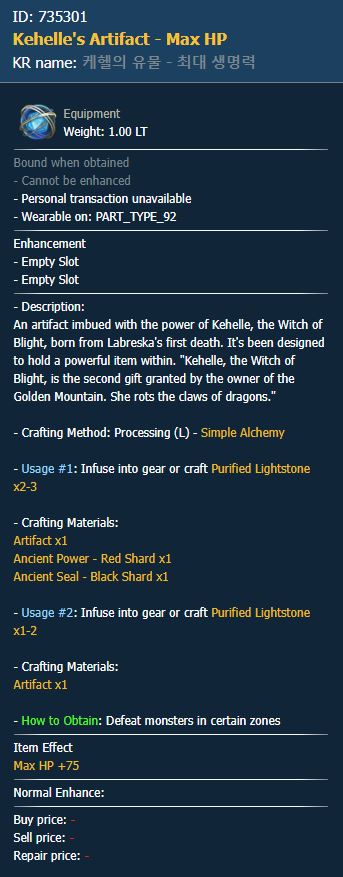 ID: 735301
Kehelle's Artifact - Max HP
KR name: 케헬의 유물 - 최대 생명력
Equipment
Weight: 1.00 LT
Bound when obtained
- Cannot be enhanced
- Personal transaction unavailable
- Wearable on: PART_TYPE_92
Enhancement
- Empty Slot
- Empty Slot
- Description:
An artifact imbued with the power of Kehelle, the Witch of
Blight, born from Labreska's first death. It's been designed
to hold a powerful item within. "Kehelle, the Witch of
Blight, is the second gift granted by the owner of the
Golden Mountain. She rots the claws of dragons."
- Crafting Method: Processing (L) - Simple Alchemy
- Usage #1: Infuse into gear or craft Purified Lightstone
x2-3
- Crafting Materials:
Artifact x1
Ancient Power - Red Shard x1
Ancient Seal - Black Shard x1
- Usage #2: Infuse into gear or craft Purified Lightstone
x1-2
- Crafting Materials:
Artifact x1
- How to Obtain: Defeat monsters in certain zones
Item Effect
Max HP +75
Normal Enhance:
Buy price: -
Sell price: -
Repair price: -